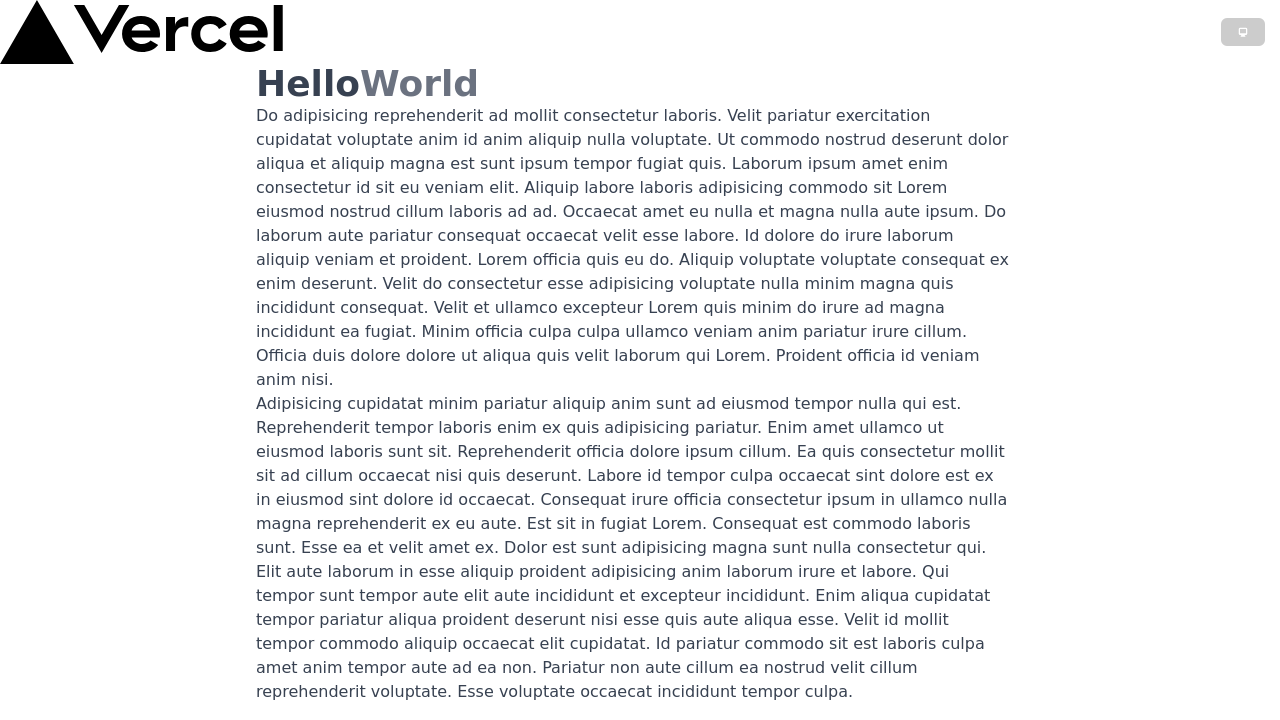 Vercel
HelloWorld
Do adipisicing reprehenderit ad mollit consectetur laboris. Velit pariatur exercitation
cupidatat voluptate anim id anim aliquip nulla voluptate. Ut commodo nostrud deserunt dolor
aliqua et aliquip magna est sunt ipsum tempor fugiat quis. Laborum ipsum amet enim
consectetur id sit eu veniam elit. Aliquip labore laboris adipisicing commodo sit Lorem
eiusmod nostrud cillum laboris ad ad. Occaecat amet eu nulla et magna nulla aute ipsum. Do
laborum aute pariatur consequat occaecat velit esse labore. Id dolore do irure laborum
aliquip veniam et proident. Lorem officia quis eu do. Aliquip voluptate voluptate consequat ex
enim deserunt. Velit do consectetur esse adipisicing voluptate nulla minim magna quis
incididunt consequat. Velit et ullamco excepteur Lorem quis minim do irure ad magna
incididunt ea fugiat. Minim officia culpa culpa ullamco veniam anim pariatur irure cillum.
Officia duis dolore dolore ut aliqua quis velit laborum qui Lorem. Proident officia id veniam
anim nisi.
Adipisicing cupidatat minim pariatur aliquip anim sunt ad eiusmod tempor nulla qui est.
Reprehenderit tempor laboris enim ex quis adipisicing pariatur. Enim amet ullamco ut
eiusmod laboris sunt sit. Reprehenderit officia dolore ipsum cillum. Ea quis consectetur mollit
sit ad cillum occaecat nisi quis deserunt. Labore id tempor culpa occaecat sint dolore est ex
in eiusmod sint dolore id occaecat. Consequat irure officia consectetur ipsum in ullamco nulla
magna reprehenderit ex eu aute. Est sit in fugiat Lorem. Consequat est commodo laboris
sunt. Esse ea et velit amet ex. Dolor est sunt adipisicing magna sunt nulla consectetur qui.
Elit aute laborum in esse aliquip proident adipisicing anim laborum irure et labore. Qui
tempor sunt tempor aute elit aute incididunt et excepteur incididunt. Enim aliqua cupidatat
tempor pariatur aliqua proident deserunt nisi esse quis aute aliqua esse. Velit id mollit
tempor commodo aliquip occaecat elit cupidatat. Id pariatur commodo sit est laboris culpa
amet anim tempor aute ad ea non. Pariatur non aute cillum ea nostrud velit cillum
reprehenderit voluptate. Esse voluptate occaecat incididunt tempor culpa.